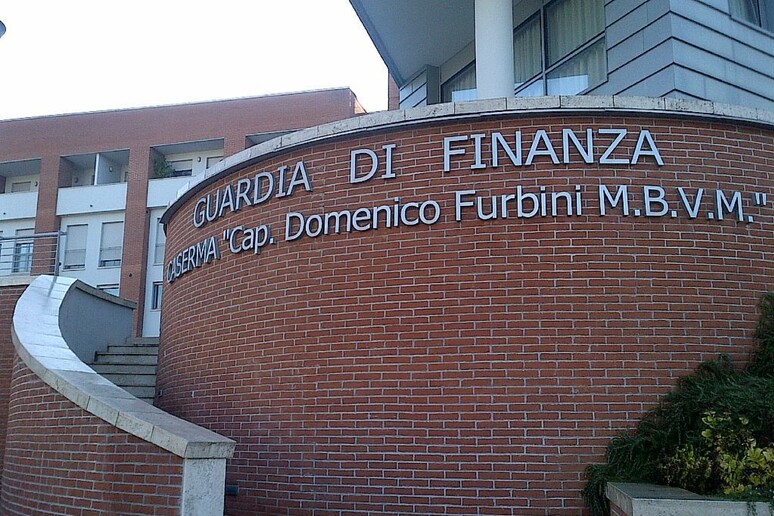 GUARDIA DI FINANZA
CASERMA "Cap. Domenico Furbini M.B.V.M."